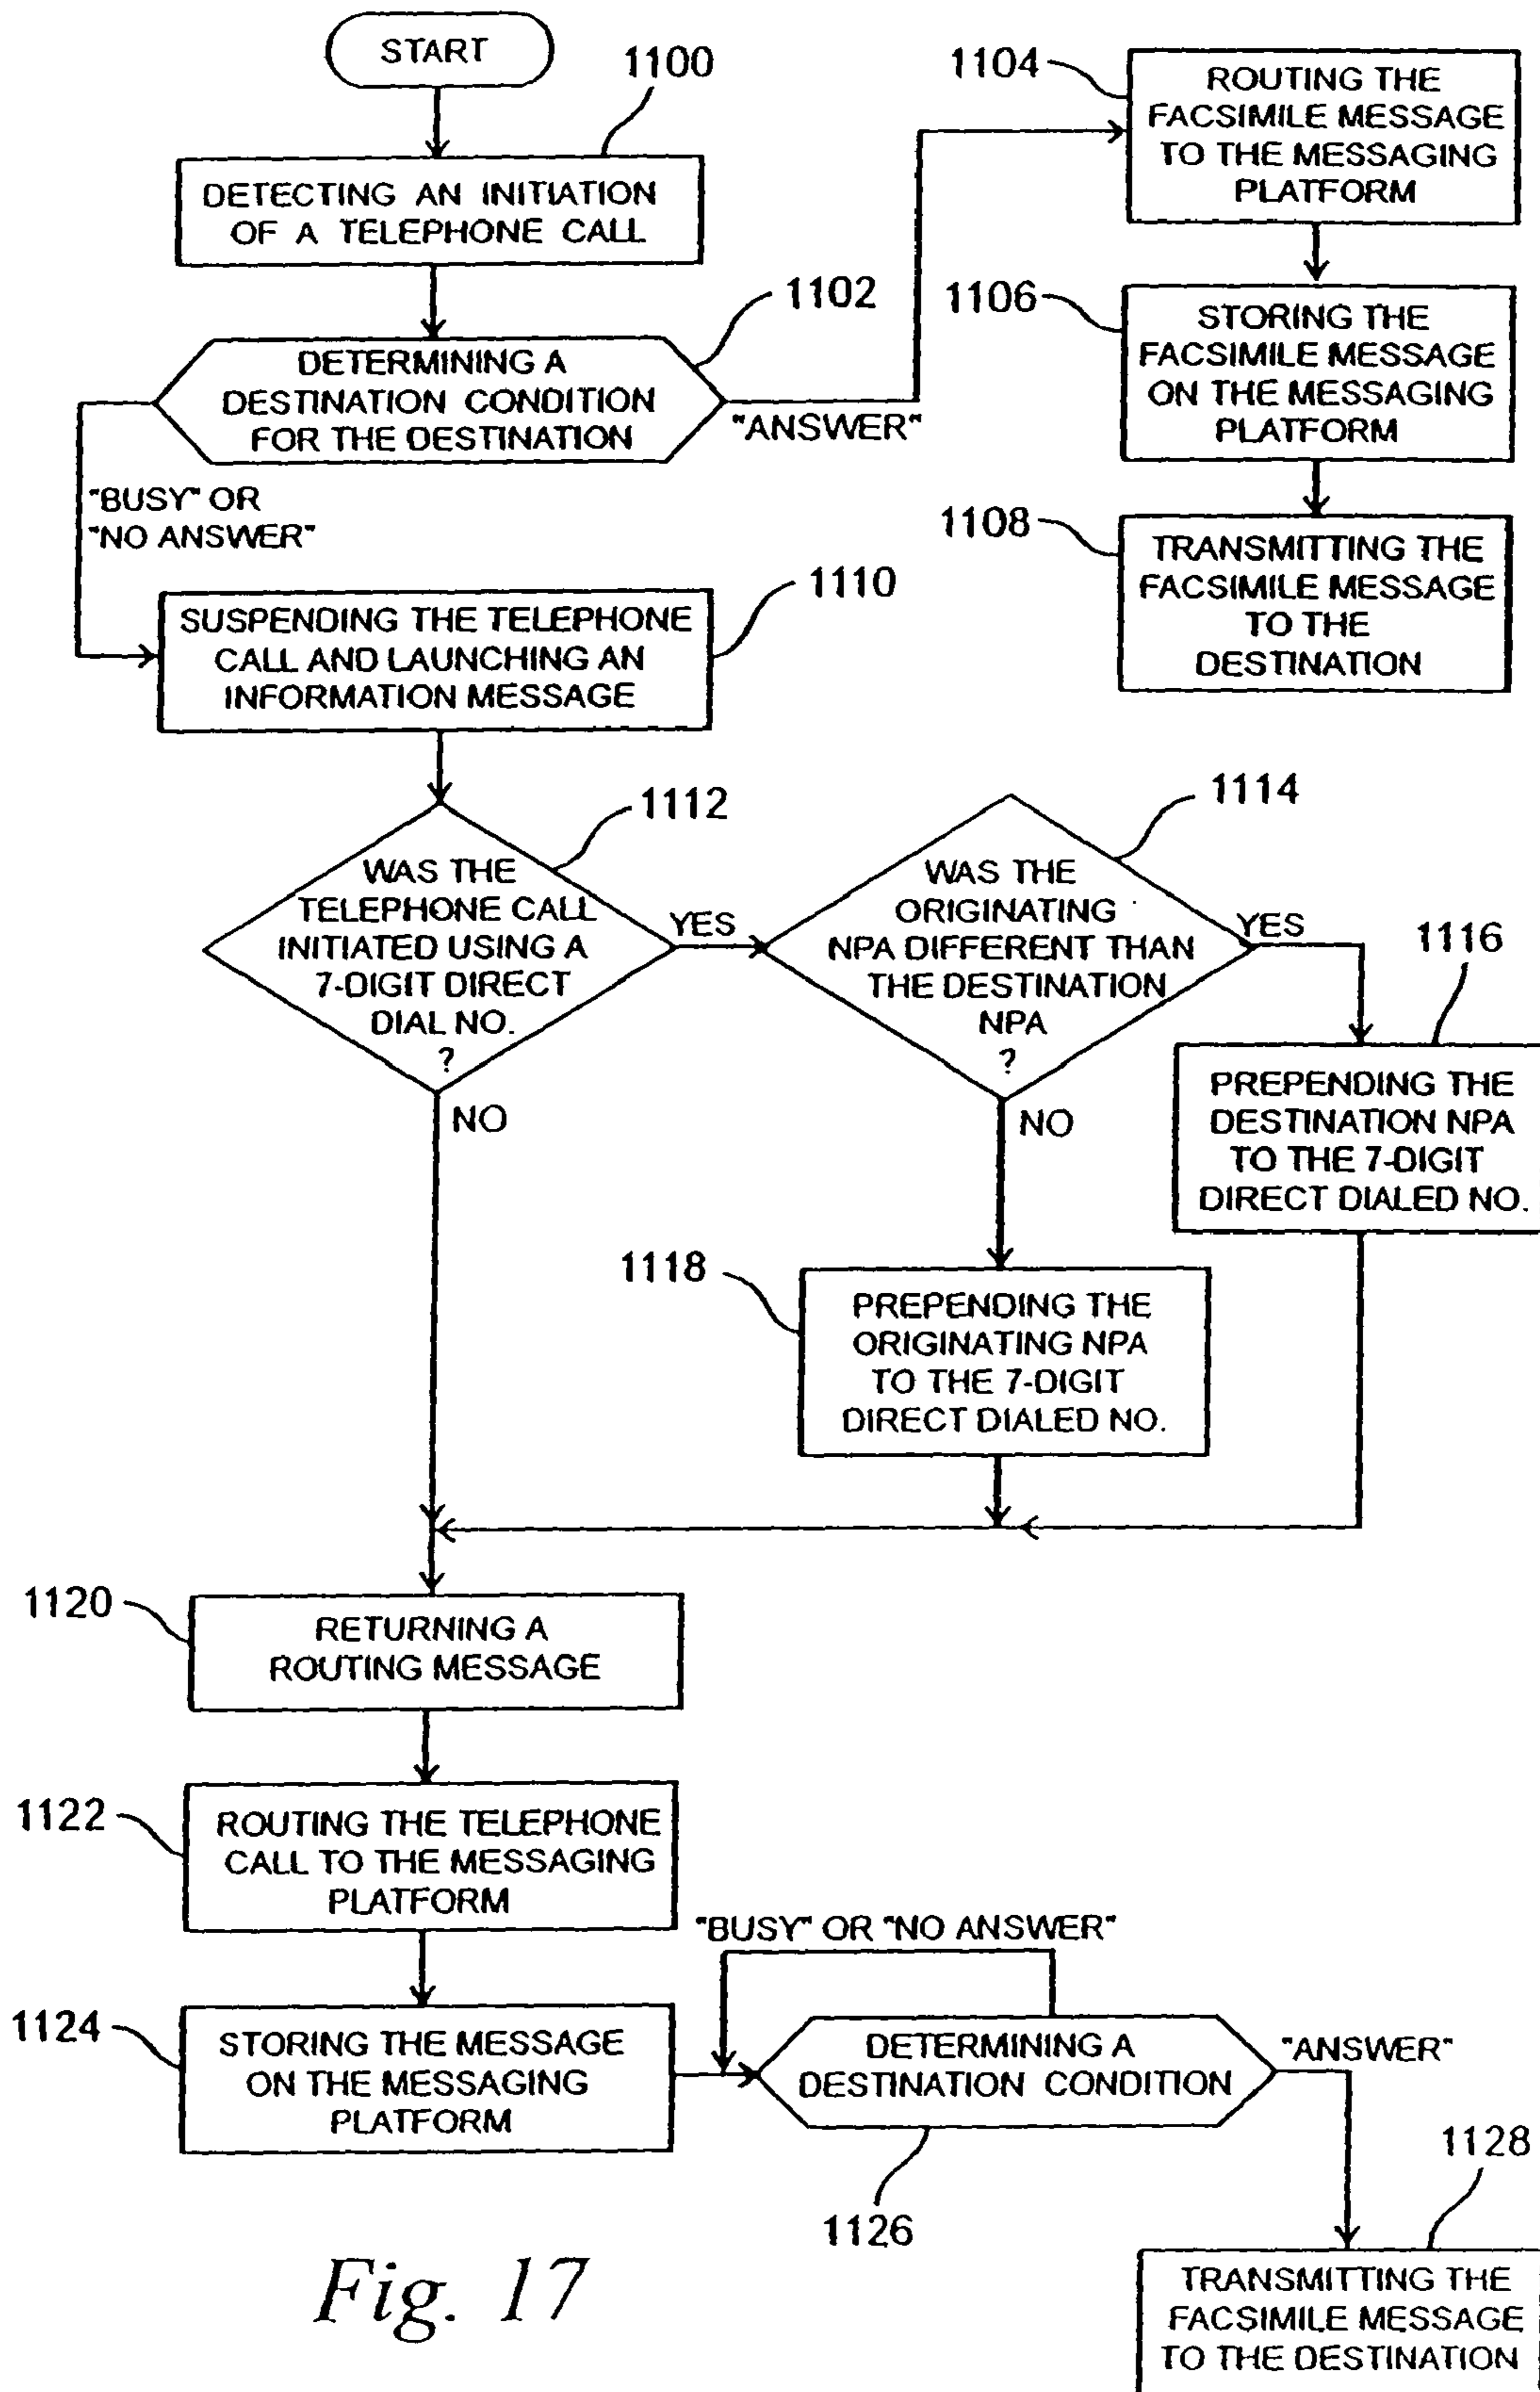 START
1100
DETECTING AN INITIATION
OF A TELEPHONE CALL
1102
DETERMINING A
DESTINATION CONDITION
FOR THE DESTINATION
"ANSWER"
"BUSY" OR
"NO ANSWER"
1104
ROUTING THE
FACSIMILE MESSAGE
TO THE MESSAGING
PLATFORM
1106
STORING THE
FACSIMILE MESSAGE
ON THE MESSAGING
PLATFORM
1108
TRANSMITTING THE
FACSIMILE MESSAGE
TO THE
DESTINATION
1110
SUSPENDING THE TELEPHONE
CALL AND LAUNCHING AN
INFORMATION MESSAGE
1112
WAS THE
TELEPHONE CALL
INITIATED USING A
7-DIGIT DIRECT
DIAL NO.
?
YES
NO
1114
WAS THE
ORIGINATING
NPA DIFFERENT THAN
THE DESTINATION
NPA
?
YES
NO
1116
PREPENDING THE
DESTINATION NPA
TO THE 7-DIGIT
DIRECT DIALED NO.
1118
PREPENDING THE
ORIGINATING NPA
TO THE 7-DIGIT
DIRECT DIALED NO.
1120
RETURNING A
ROUTING MESSAGE
1122
ROUTING THE TELEPHONE
CALL TO THE MESSAGING
PLATFORM
1124
STORING THE MESSAGE
ON THE MESSAGING
PLATFORM
"BUSY" OR "NO ANSWER"
DETERMINING A
DESTINATION CONDITION
"ANSWER"
1126
1128
TRANSMITTING THE
FACSIMILE MESSAGE
TO THE DESTINATION
Fig. 17